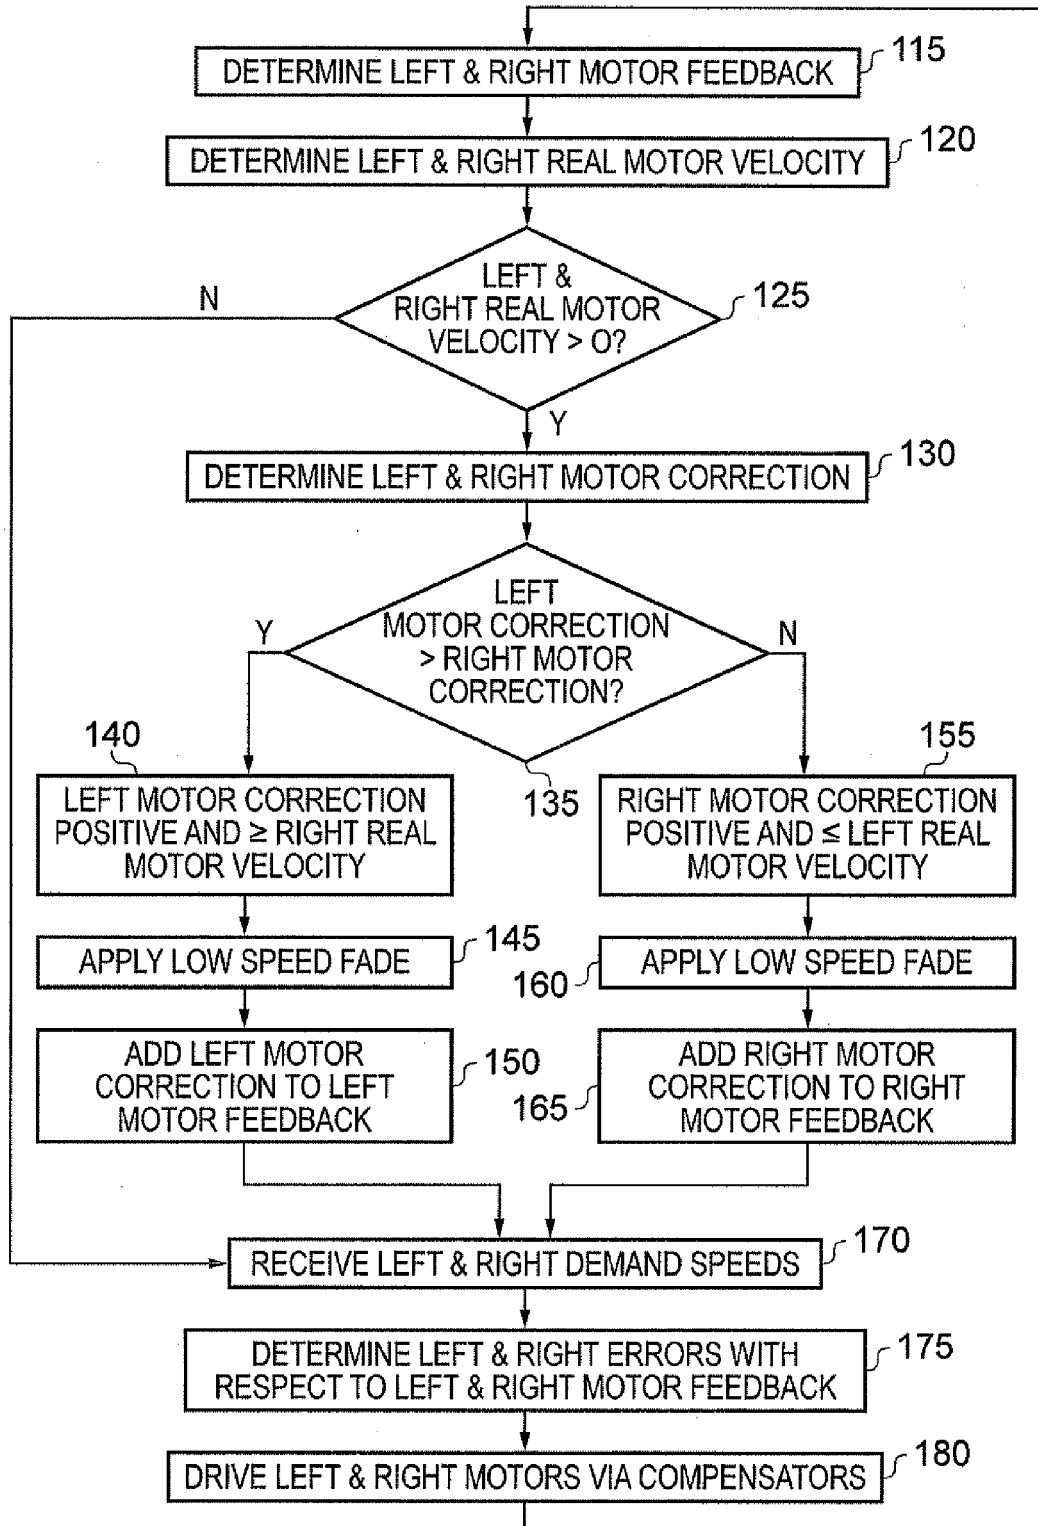 DETERMINE LEFT & RIGHT MOTOR FEEDBACK
115
DETERMINE LEFT & RIGHT REAL MOTOR VELOCITY
120
LEFT &
RIGHT REAL MOTOR
VELOCITY > O?
125
N
Y
DETERMINE LEFT & RIGHT MOTOR CORRECTION
130
LEFT
MOTOR CORRECTION
> RIGHT MOTOR
CORRECTION?
Y
N
135
140
LEFT MOTOR CORRECTION
POSITIVE AND ≥ RIGHT REAL
MOTOR VELOCITY
155
RIGHT MOTOR CORRECTION
POSITIVE AND ≤ LEFT REAL
MOTOR VELOCITY
APPLY LOW SPEED FADE
145
160
APPLY LOW SPEED FADE
ADD LEFT MOTOR
CORRECTION TO LEFT
MOTOR FEEDBACK
150
165
ADD RIGHT MOTOR
CORRECTION TO RIGHT
MOTOR FEEDBACK
RECEIVE LEFT & RIGHT DEMAND SPEEDS
170
DETERMINE LEFT & RIGHT ERRORS WITH
RESPECT TO LEFT & RIGHT MOTOR FEEDBACK
175
DRIVE LEFT & RIGHT MOTORS VIA COMPENSATORS
180